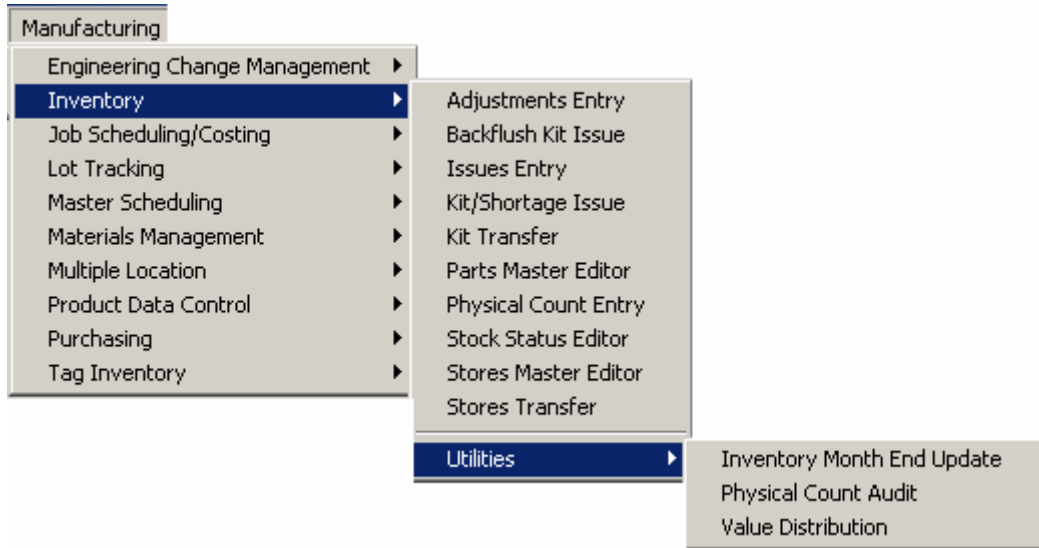 Manufacturing
Engineering Change Management
Inventory
Job Scheduling/Costing
Lot Tracking
Master Scheduling
Materials Management
Multiple Location
Product Data Control
Purchasing
Tag Inventory
Adjustments Entry
Backflush Kit Issue
Issues Entry
Kit/Shortage Issue
Kit Transfer
Parts Master Editor
Physical Count Entry
Stock Status Editor
Stores Master Editor
Stores Transfer
Utilities
Inventory Month End Update
Physical Count Audit
Value Distribution